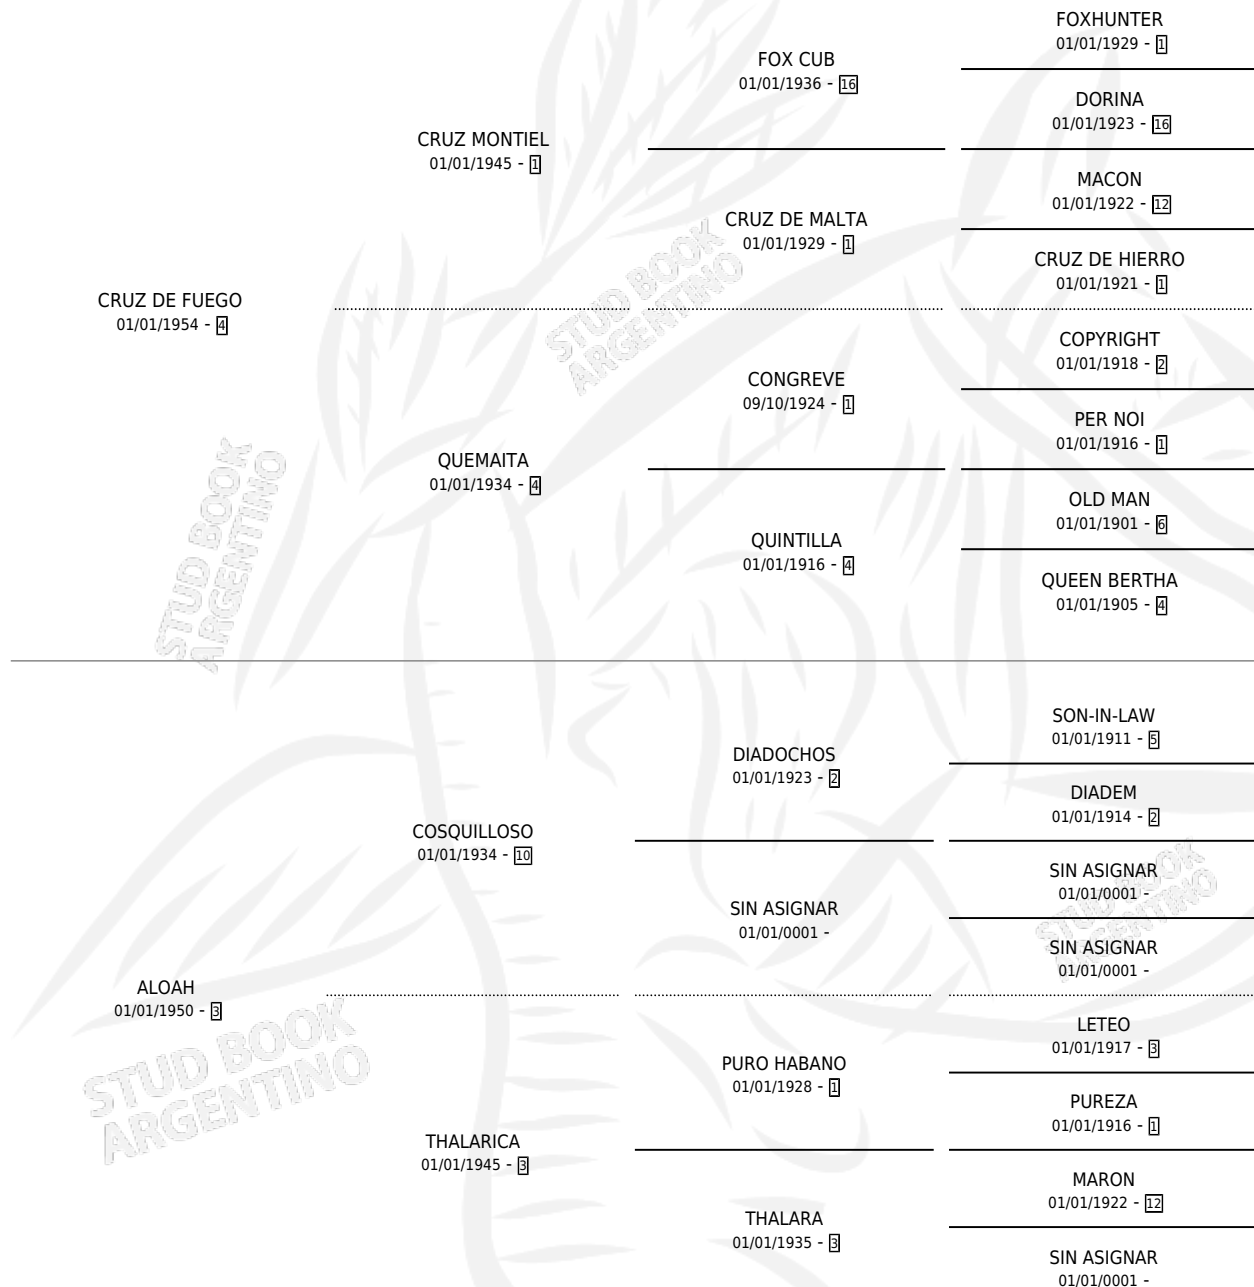 FOXHUNTER
01/01/1929 - 1
FOX CUB
01/01/1936 - 16
DORINA
01/01/1923 - 16
CRUZ MONTIEL
01/01/1945 - 1
MACON
01/01/1922 - 12
CRUZ DE MALTA
01/01/1929 - 1
CRUZ DE HIERRO
01/01/1921 - 1
CRUZ DE FUEGO
01/01/1954 - 4
COPYRIGHT
01/01/1918 - 2
CONGREVE
09/10/1924 - 1
PER NOI
01/01/1916 - 1
QUEMAITA
01/01/1934 - 4
OLD MAN
01/01/1901 - 6
QUINTILLA
01/01/1916 - 4
QUEEN BERTHA
01/01/1905 - 4
SON-IN-LAW
01/01/1911 - 5
DIADOCHOS
01/01/1923 - 2
DIADEM
01/01/1914 - 2
COSQUILLOSO
01/01/1934 - 10
SIN ASIGNAR
01/01/0001 -
SIN ASIGNAR
01/01/0001 -
SIN ASIGNAR
01/01/0001 -
ALOAH
01/01/1950 - 3
LETEO
01/01/1917 - 3
PURO HABANO
01/01/1928 - 1
PUREZA
01/01/1916 - 1
THALARICA
01/01/1945 - 3
MARON
01/01/1922 - 12
THALARA
01/01/1935 - 3
SIN ASIGNAR
01/01/0001 -
STUD BOOK
ARGENTINO
STUD BOOK
ARGENTINO
STUD BOOK
ARGENTINO
STUD BOOK
ARGENTINO